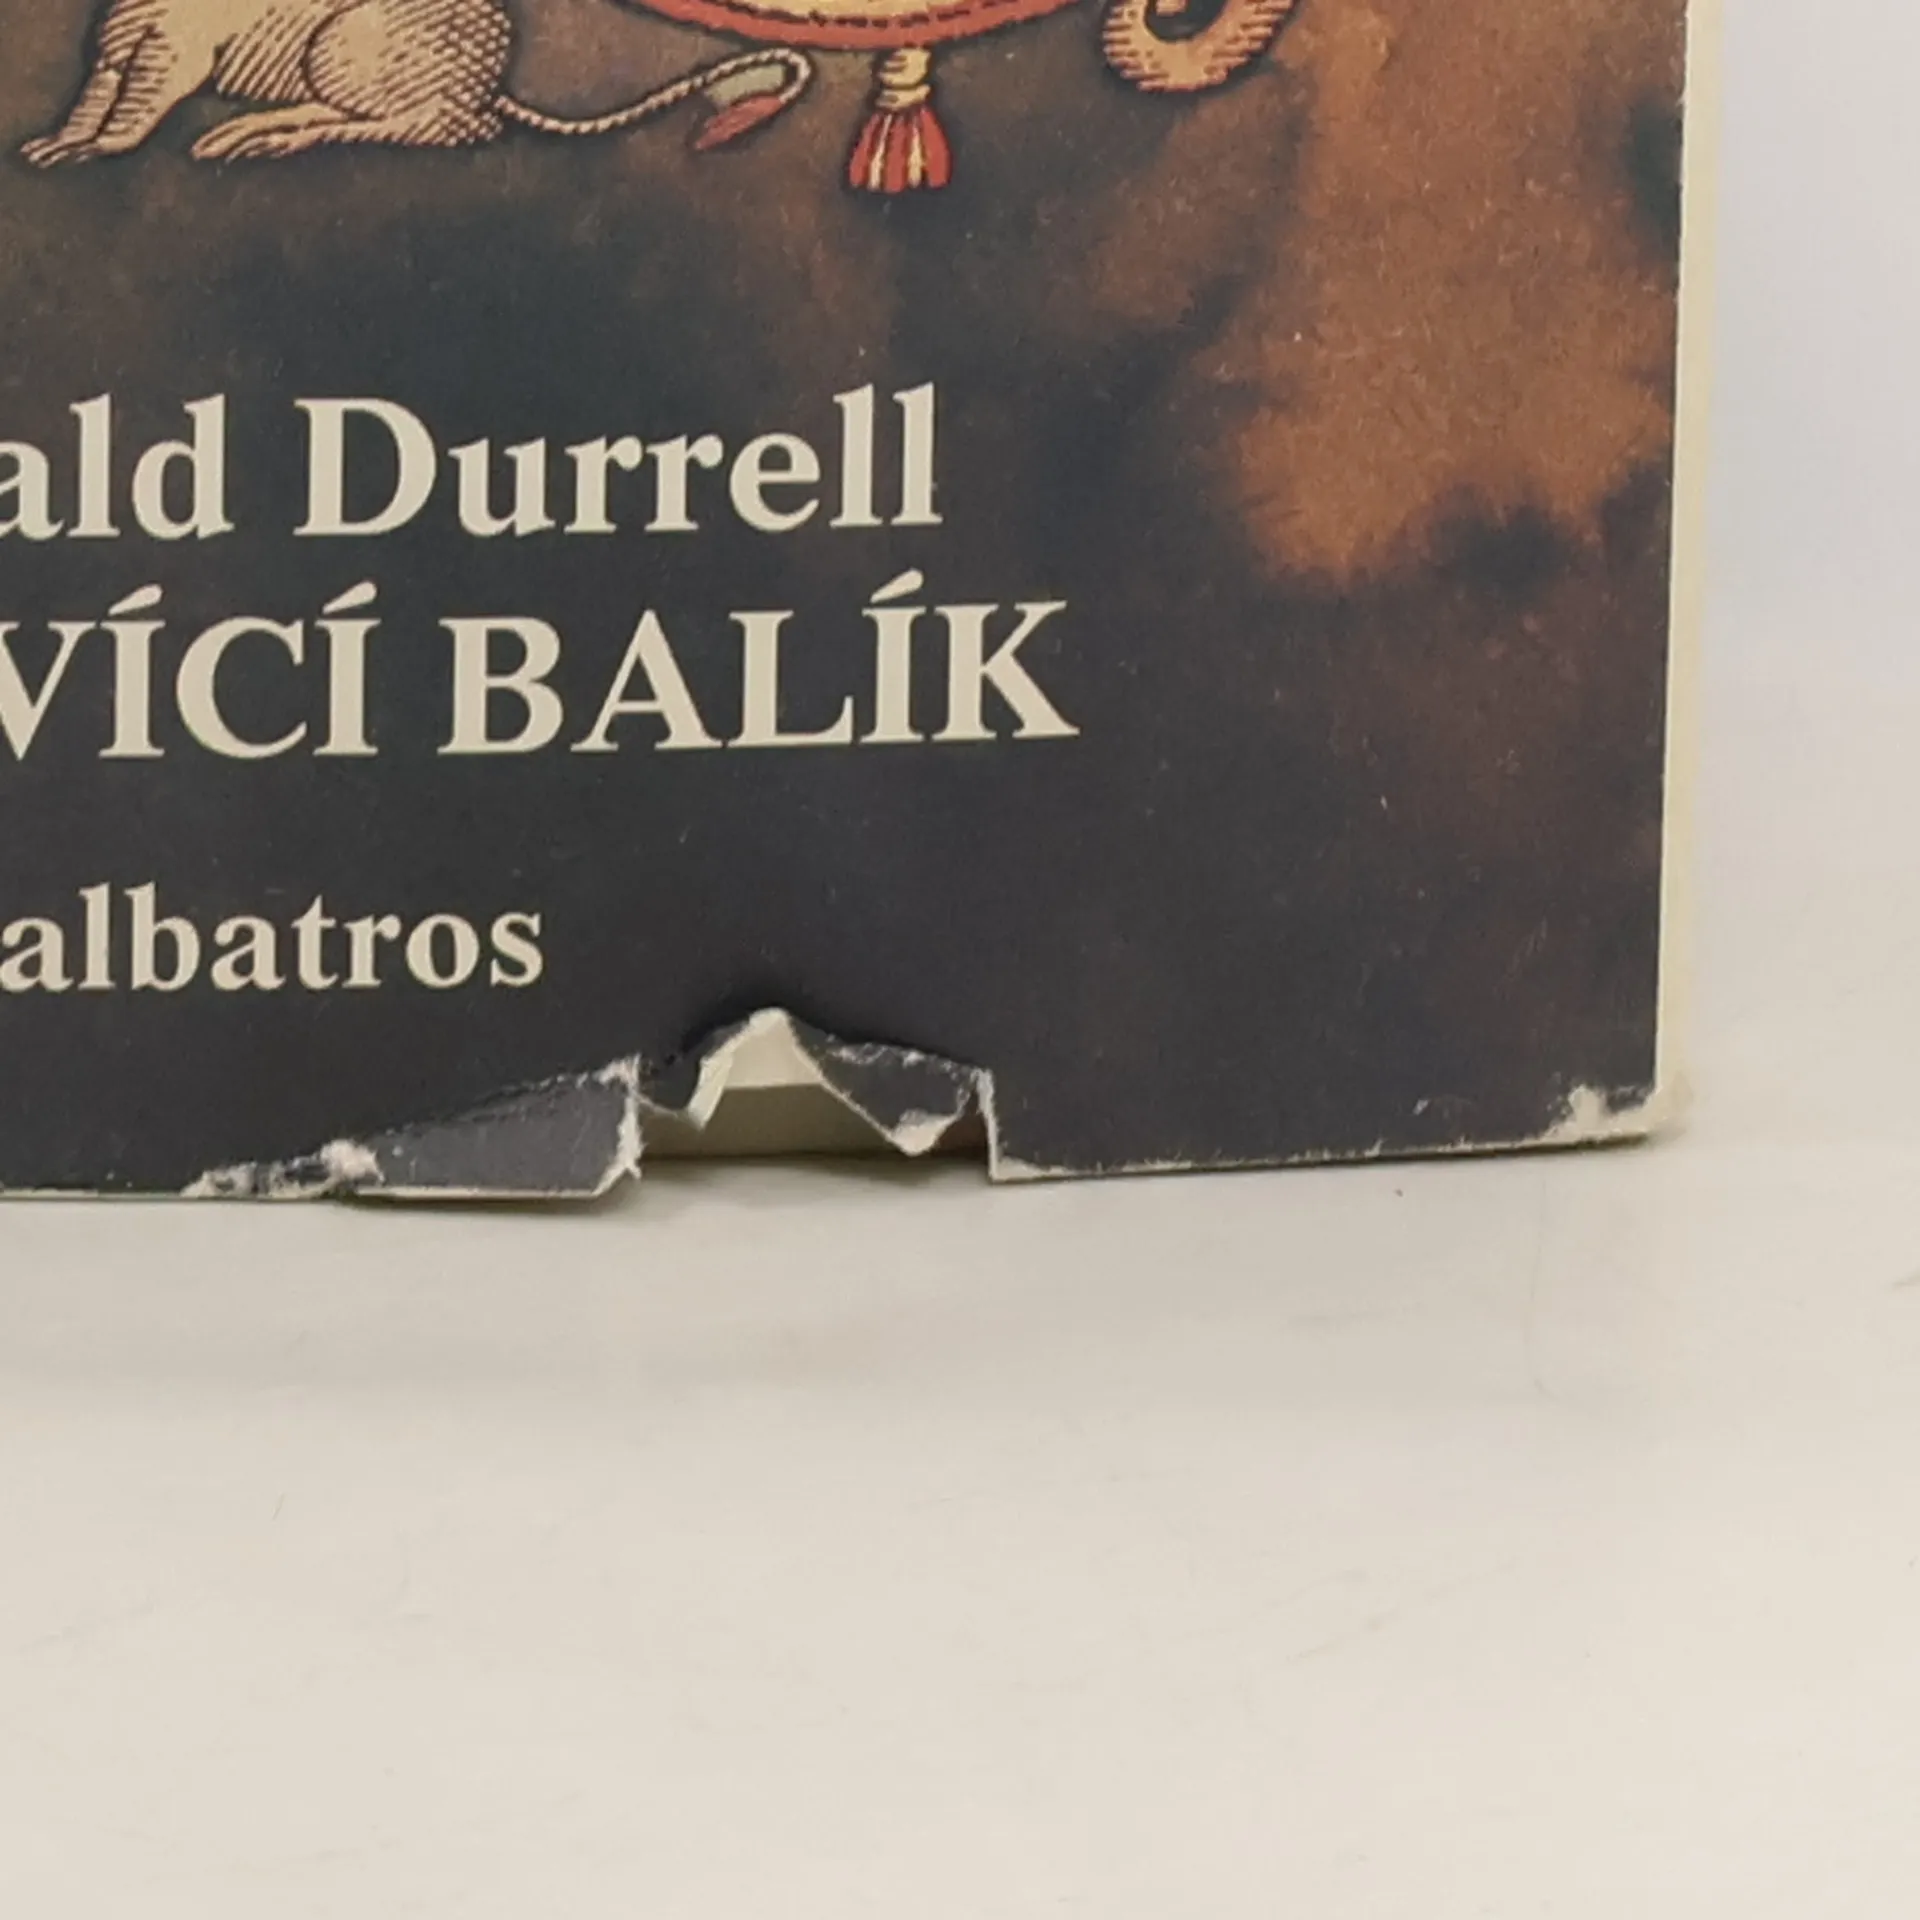 ald Durrell
VÍCÍ BALÍK
albatros